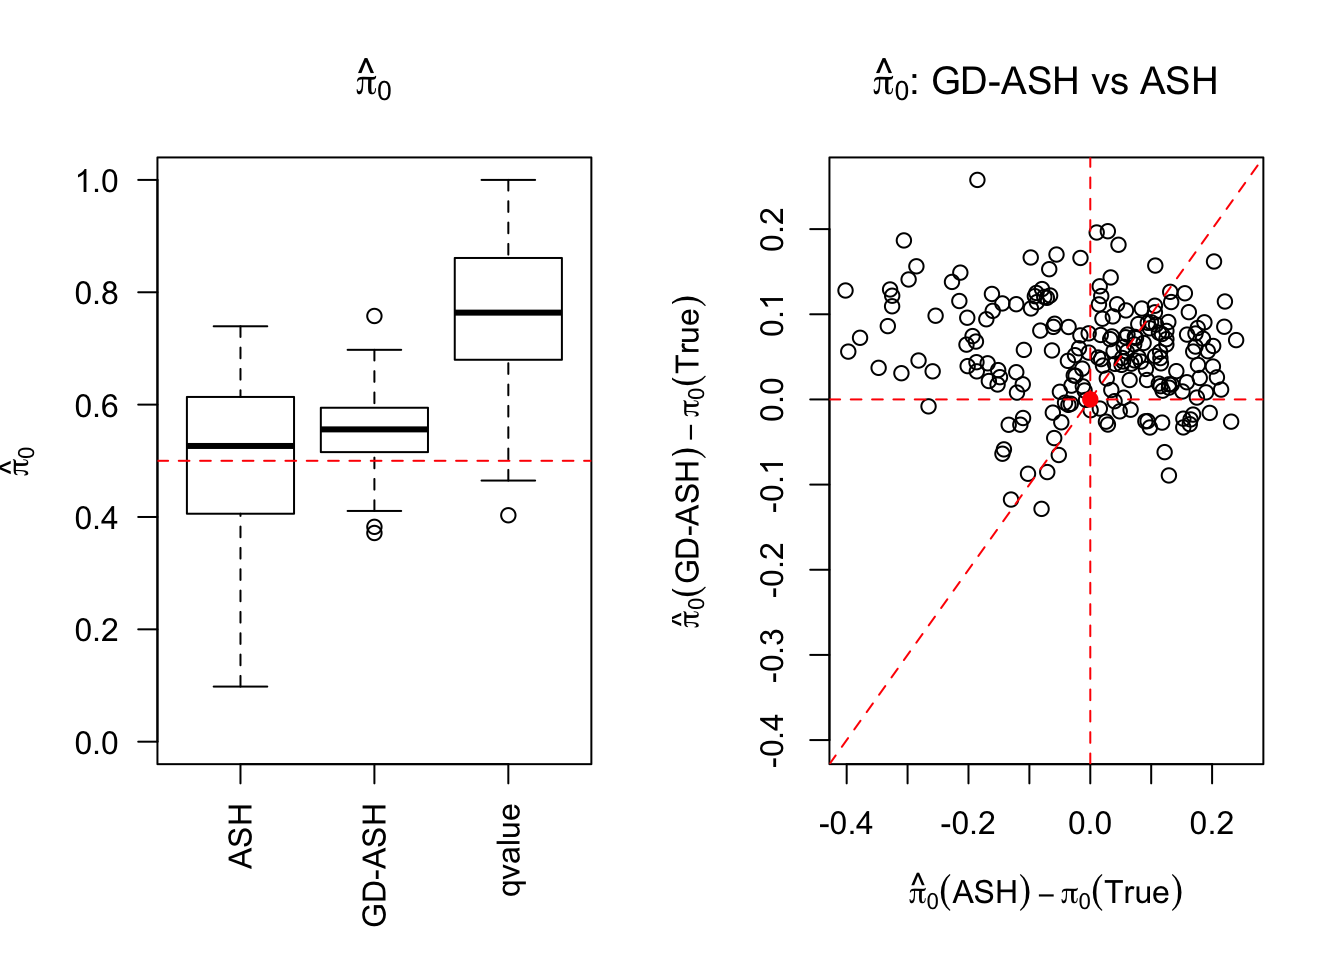 π̂₀
1.0
0.8
0.6
0.4
0.2
0.0
π̂₀
ASH
GD-ASH
qvalue
π̂₀: GD-ASH vs ASH
0.2
0.1
0.0
-0.1
-0.2
-0.3
-0.4
π̂₀(GD-ASH) – π₀(True)
-0.4
-0.2
0.0
0.2
π̂₀(ASH) – π₀(True)